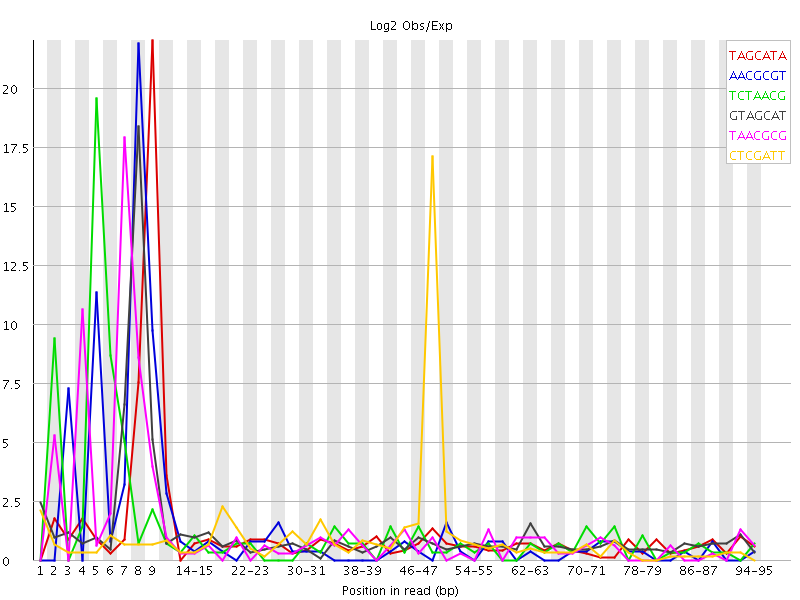 Log2 Obs/Exp
TAGCATA
AACGCGT
TCTAACG
GTAGCAT
TAACGCG
CTCGATT
20
17.5
15
12.5
10
7.5
5
2.5
0
1 2 3 4 5 6 7 8 9 14-15 22-23 30-31 38-39 46-47 54-55 62-63 70-71 78-79 86-87 94-95
Position in read (bp)